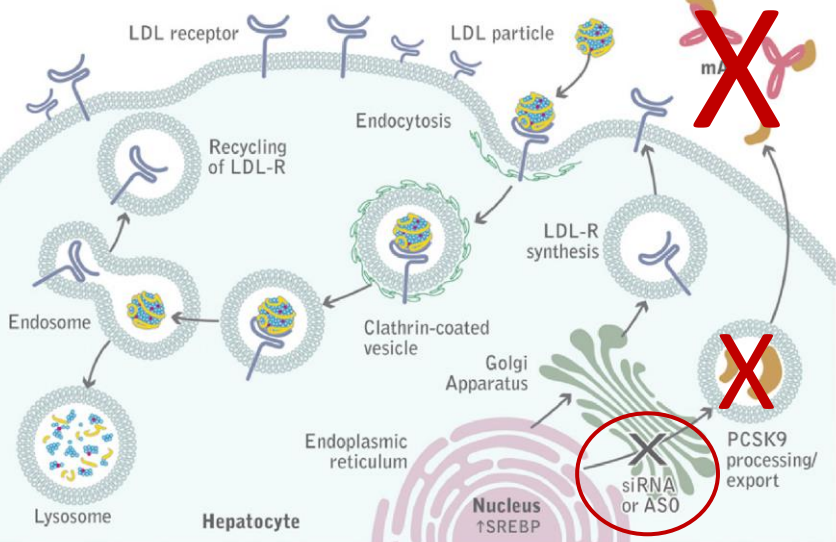 LDL receptor
LDL particle
Endocytosis
Recycling
of LDL-R
LDL-R
synthesis
Endosome
Clathrin-coated
vesicle
Golgi
Apparatus
Endoplasmic
reticulum
PCSK9
processing/
export
siRNA
or ASO
Lysosome
Hepatocyte
Nucleus
↑SREBP